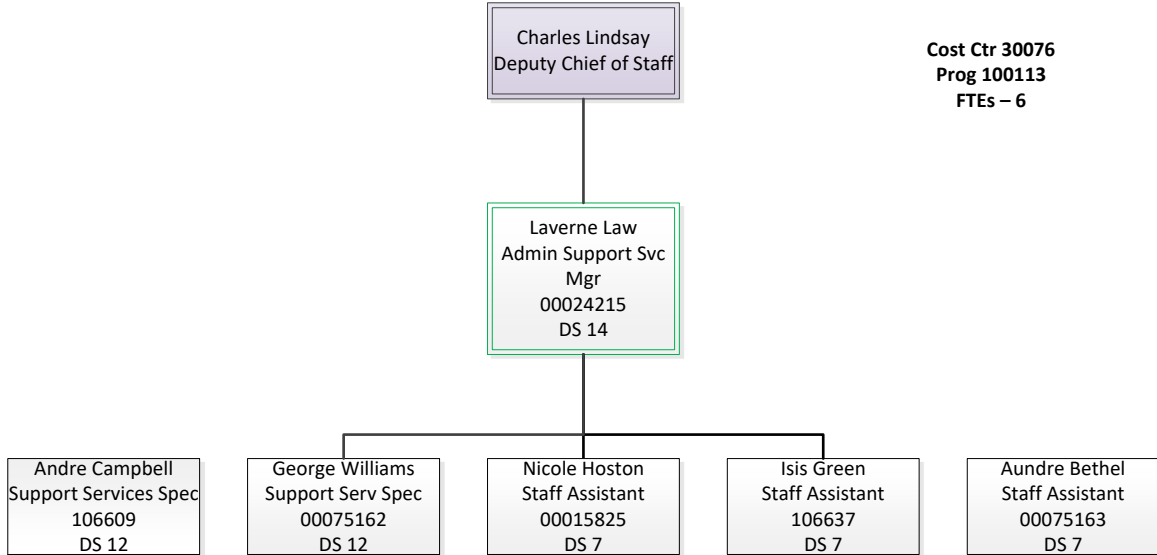 Charles Lindsay
Deputy Chief of Staff
Cost Ctr 30076
Prog 100113
FTEs – 6
Laverne Law
Admin Support Svc
Mgr
00024215
DS 14
Andre Campbell
Support Services Spec
106609
DS 12
George Williams
Support Serv Spec
00075162
DS 12
Nicole Hoston
Staff Assistant
00015825
DS 7
Isis Green
Staff Assistant
106637
DS 7
Aundre Bethel
Staff Assistant
00075163
DS 7